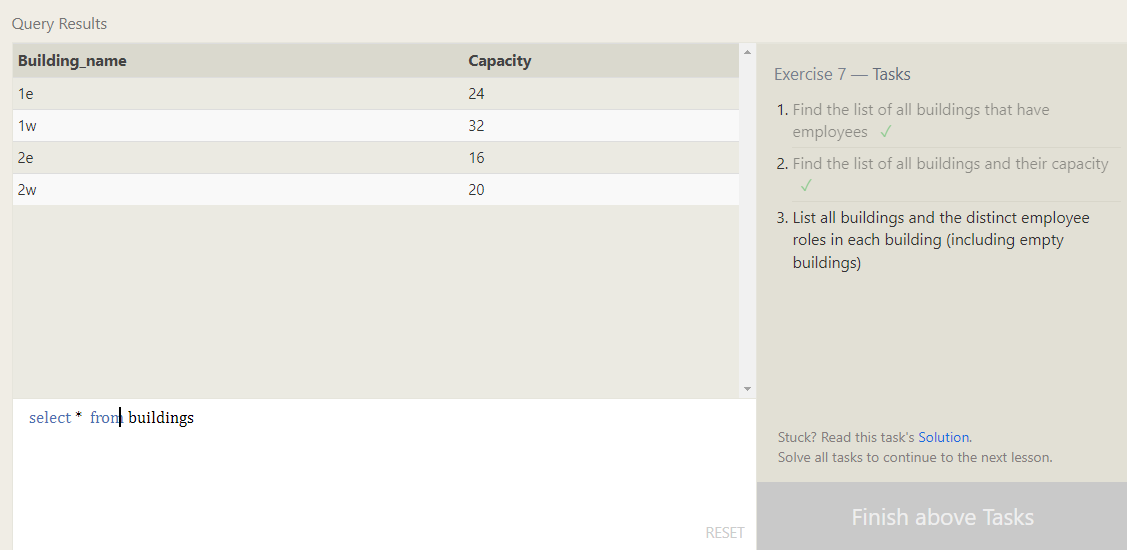 Query Results
Building_name Capacity
1e 24
1w 32
2e 16
2w 20
select * from buildings
RESET
Exercise 7 — Tasks
1. Find the list of all buildings that have
employees ✓
2. Find the list of all buildings and their capacity
✓
3. List all buildings and the distinct employee
roles in each building (including empty
buildings)
Stuck? Read this task's Solution.
Solve all tasks to continue to the next lesson.
Finish above Tasks